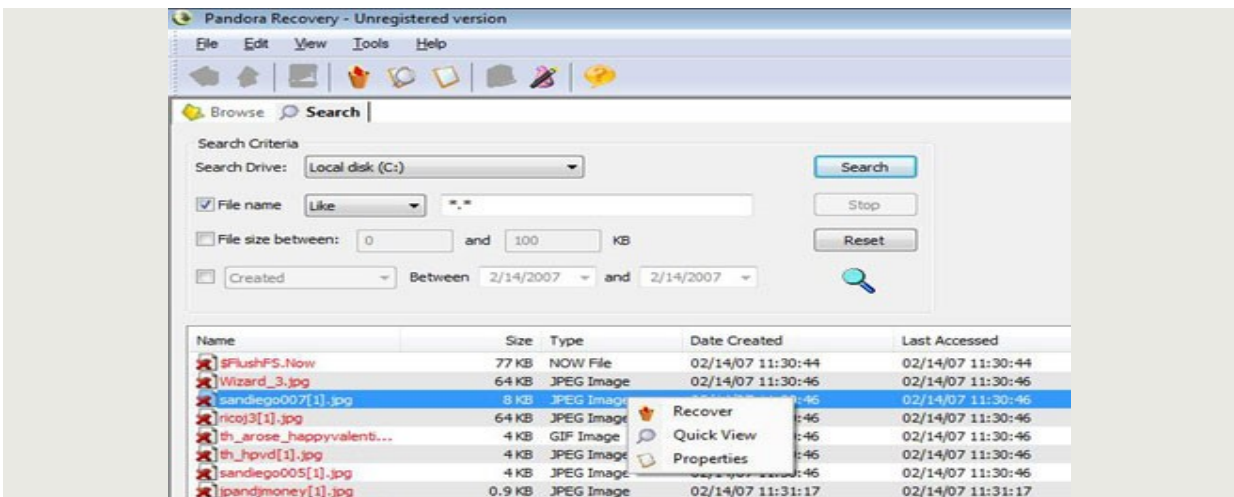 Pandora Recovery - Unregistered version
File Edit View Tools Help
Browse Search
Search Criteria
Search Drive: Local disk (C:) Search
File name Like *.* Stop
File size between: 0 and 100 KB Reset
Created Between 2/14/2007 and 2/14/2007
Name Size Type Date Created Last Accessed
$FlushFS.Now 77 KB NOW File 02/14/07 11:30:44 02/14/07 11:30:44
Wizard_3.jpg 64 KB JPEG Image 02/14/07 11:30:46 02/14/07 11:30:46
sandiego007[1].jpg 8 KB JPEG Image :46 02/14/07 11:30:46
Recover
ricoj3[1].jpg 64 KB JPEG Image :46 02/14/07 11:30:46
Quick View
th_arose_happyvalenti... 4 KB GIF Image :46 02/14/07 11:30:46
th_hpvd[1].jpg 4 KB JPEG Image :46 02/14/07 11:30:46
Properties
sandiego005[1].jpg 4 KB JPEG Image :46 02/14/07 11:30:46
jpandjmoney[1].jpg 0.9 KB JPEG Image 02/14/07 11:31:17 02/14/07 11:31:17